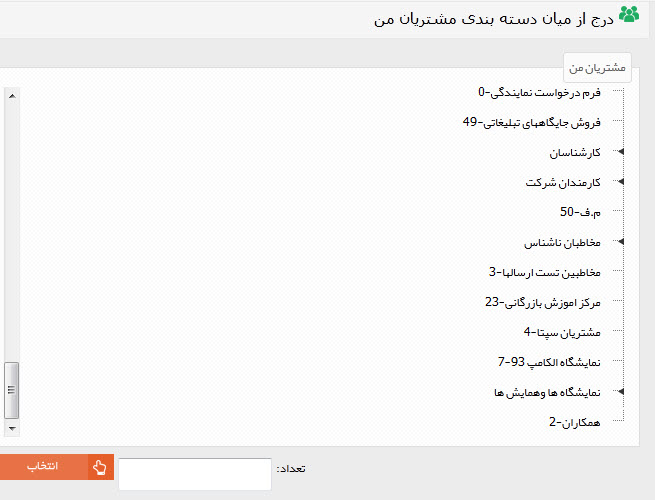 درج از میان دسته بندی مشتریان من
مشتریان من
فرم درخواست نمایندگی-0
فروش جایگاههای تبلیغاتی-49
کارشناسان
کارمندان شرکت
م.ف-50
مخاطبان ناشناس
مخاطبین تست ارسالها-3
مرکز اموزش بازرگانی-23
مشتریان سپتا-4
نمایشگاه الکامپ 93-7
نمایشگاه ها وهمایش ها
همکاران-2
تعداد:
انتخاب